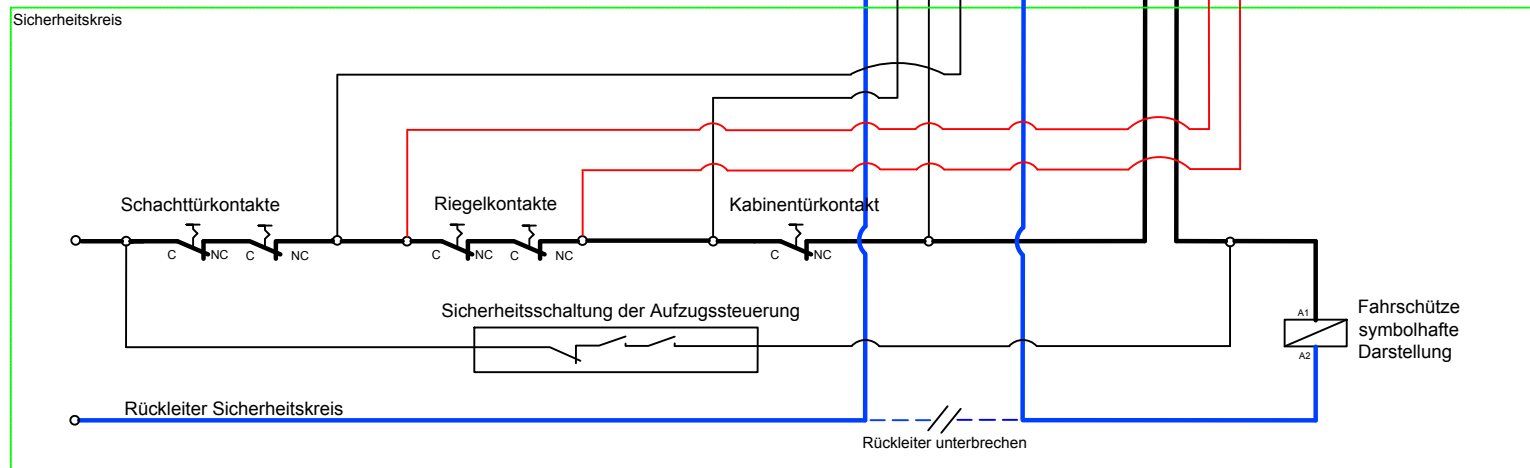 Sicherheitskreis
Schachttürkontakte
Riegelkontakte
Kabinentürkontakt
C NC C NC C NC C NC C NC
Sicherheitsschaltung der Aufzugssteuerung
A1
A2
Fahrschütze
symbolhafte
Darstellung
Rückleiter Sicherheitskreis
Rückleiter unterbrechen